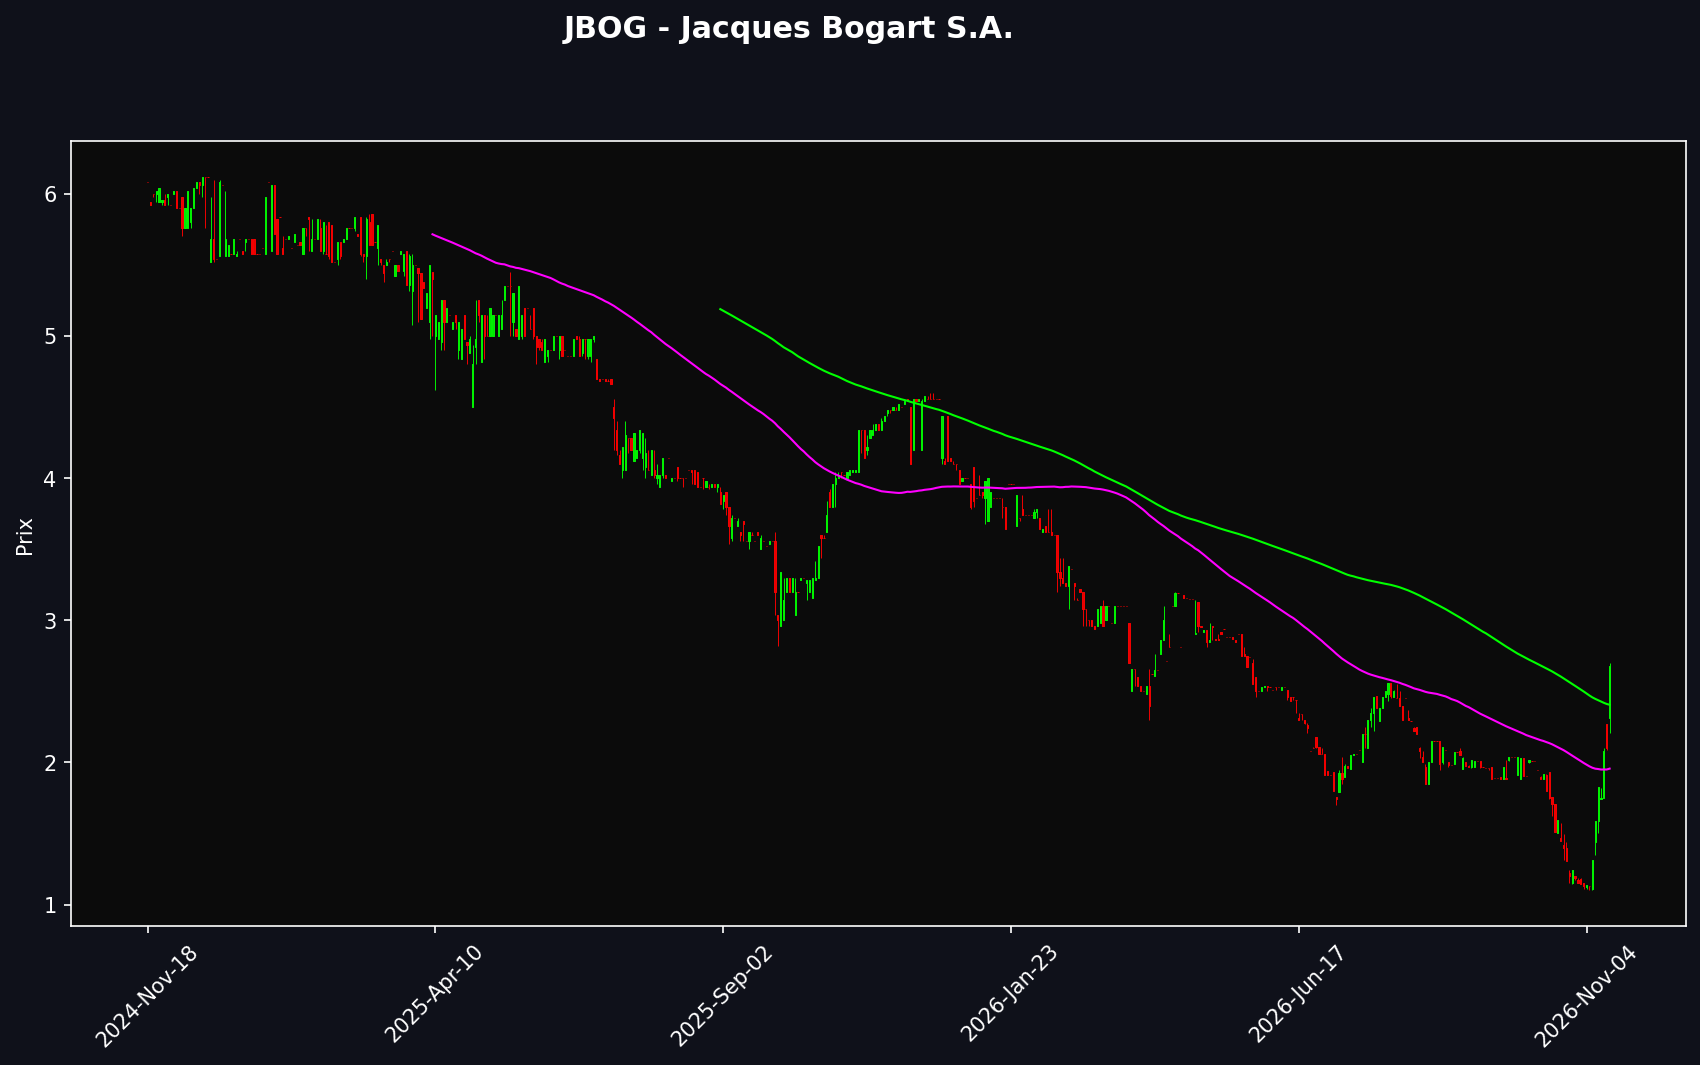 JBOG - Jacques Bogart S.A.
Prix
6
5
4
3
2
1
2024-Nov-18
2025-Apr-10
2025-Sep-02
2026-Jan-23
2026-Jun-17
2026-Nov-04